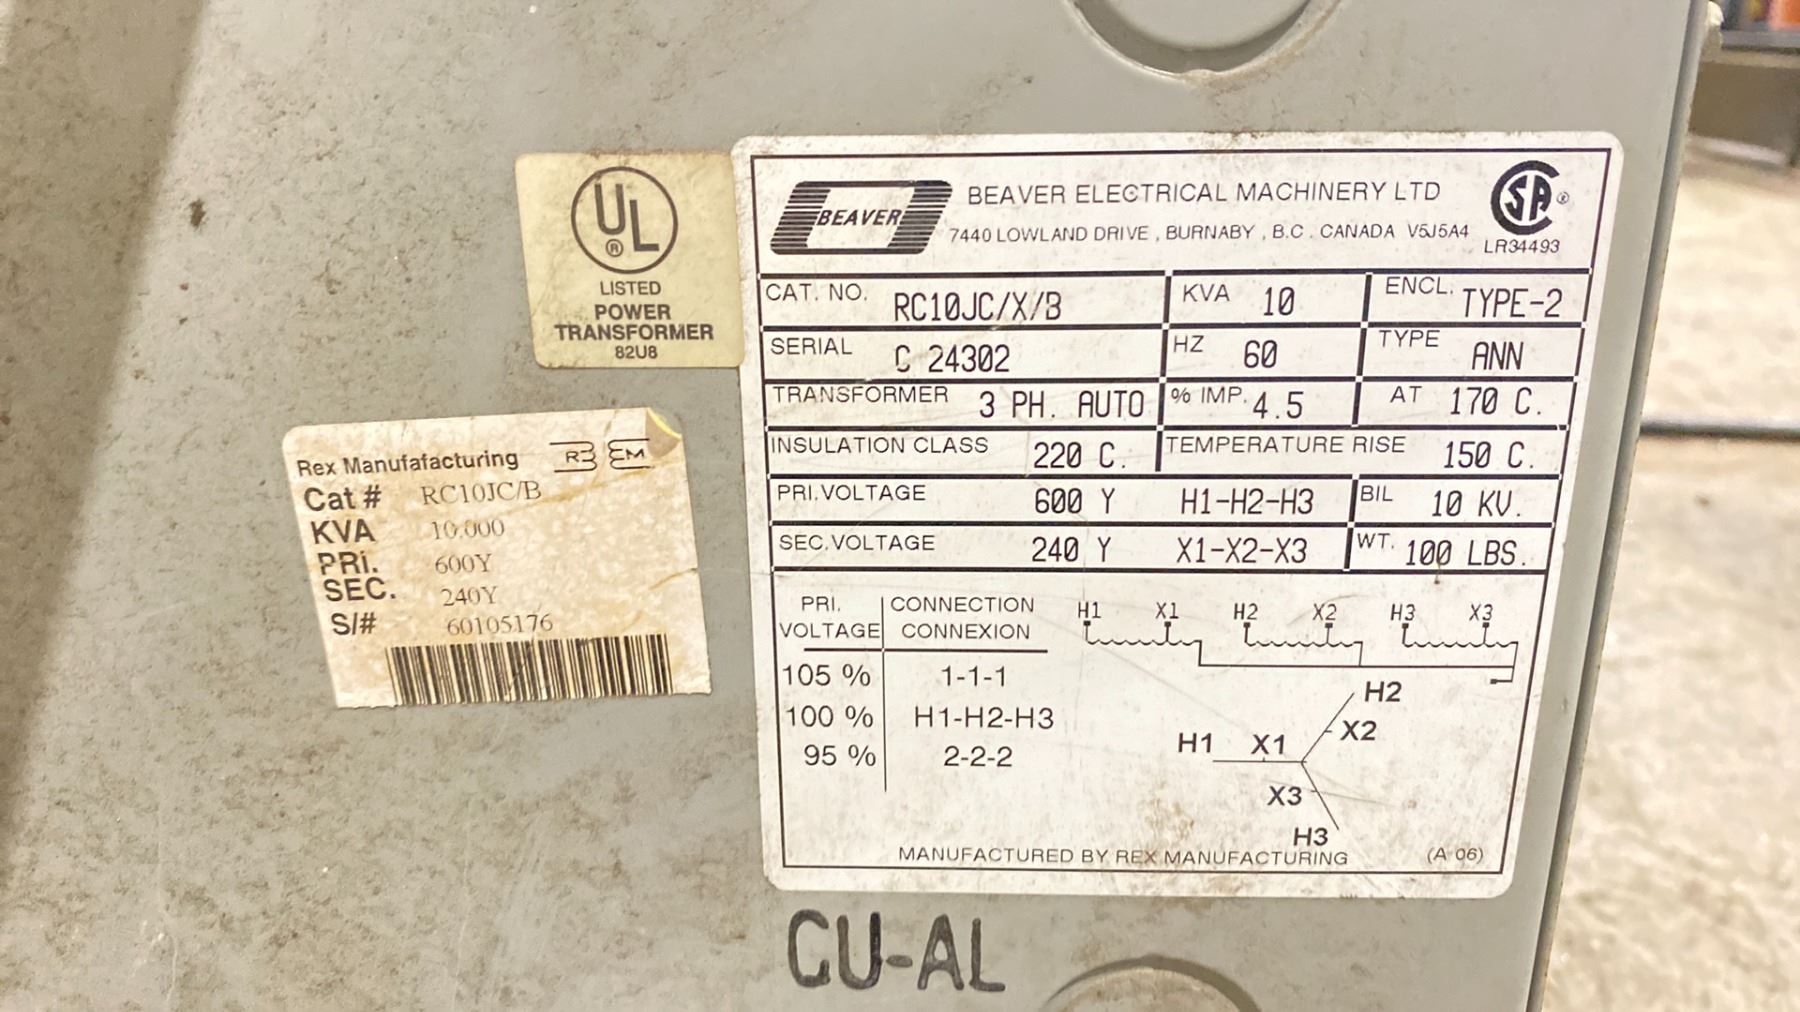 UL
®
LISTED
POWER
TRANSFORMER
82U8
Rex Manufafacturing
Cat # RC10JC/B
KVA 10.000
PRI. 600Y
SEC. 240Y
S/# 60105176
BEAVER
BEAVER ELECTRICAL MACHINERY LTD
7440 LOWLAND DRIVE, BURNABY, B.C. CANADA V5J5A4
SA ®
LR34493
CAT. NO. RC10JC/X/B KVA 10 ENCL. TYPE-2
SERIAL C 24302 HZ 60 TYPE ANN
TRANSFORMER 3 PH. AUTO % IMP. 4.5 AT 170 C.
INSULATION CLASS 220 C. TEMPERATURE RISE 150 C.
PRI.VOLTAGE 600 Y H1-H2-H3 BIL 10 KV.
SEC.VOLTAGE 240 Y X1-X2-X3 WT. 100 LBS.
PRI. VOLTAGE CONNECTION CONNEXION
105 % 1-1-1
100 % H1-H2-H3
95 % 2-2-2
H1 X1 H2 X2 H3 X3
H2
X2
H1 X1
X3
H3
MANUFACTURED BY REX MANUFACTURING (A 06)
CU-AL